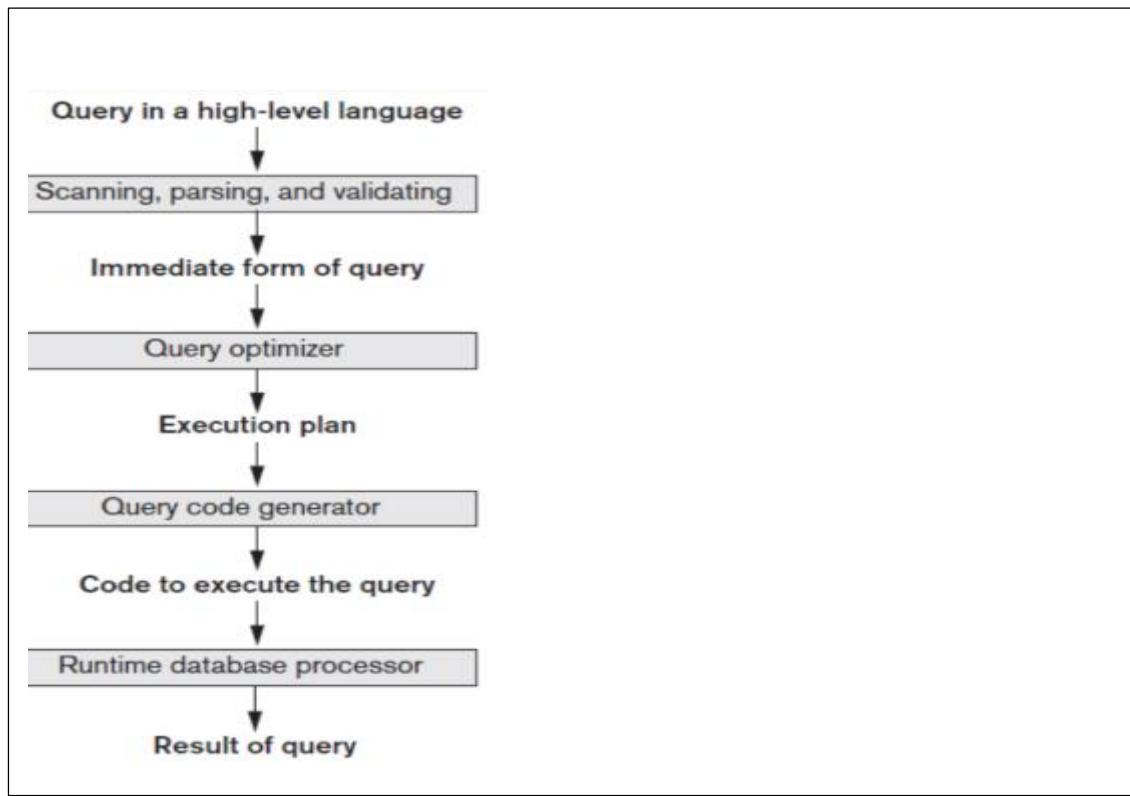 Query in a high-level language
Scanning, parsing, and validating
Immediate form of query
Query optimizer
Execution plan
Query code generator
Code to execute the query
Runtime database processor
Result of query